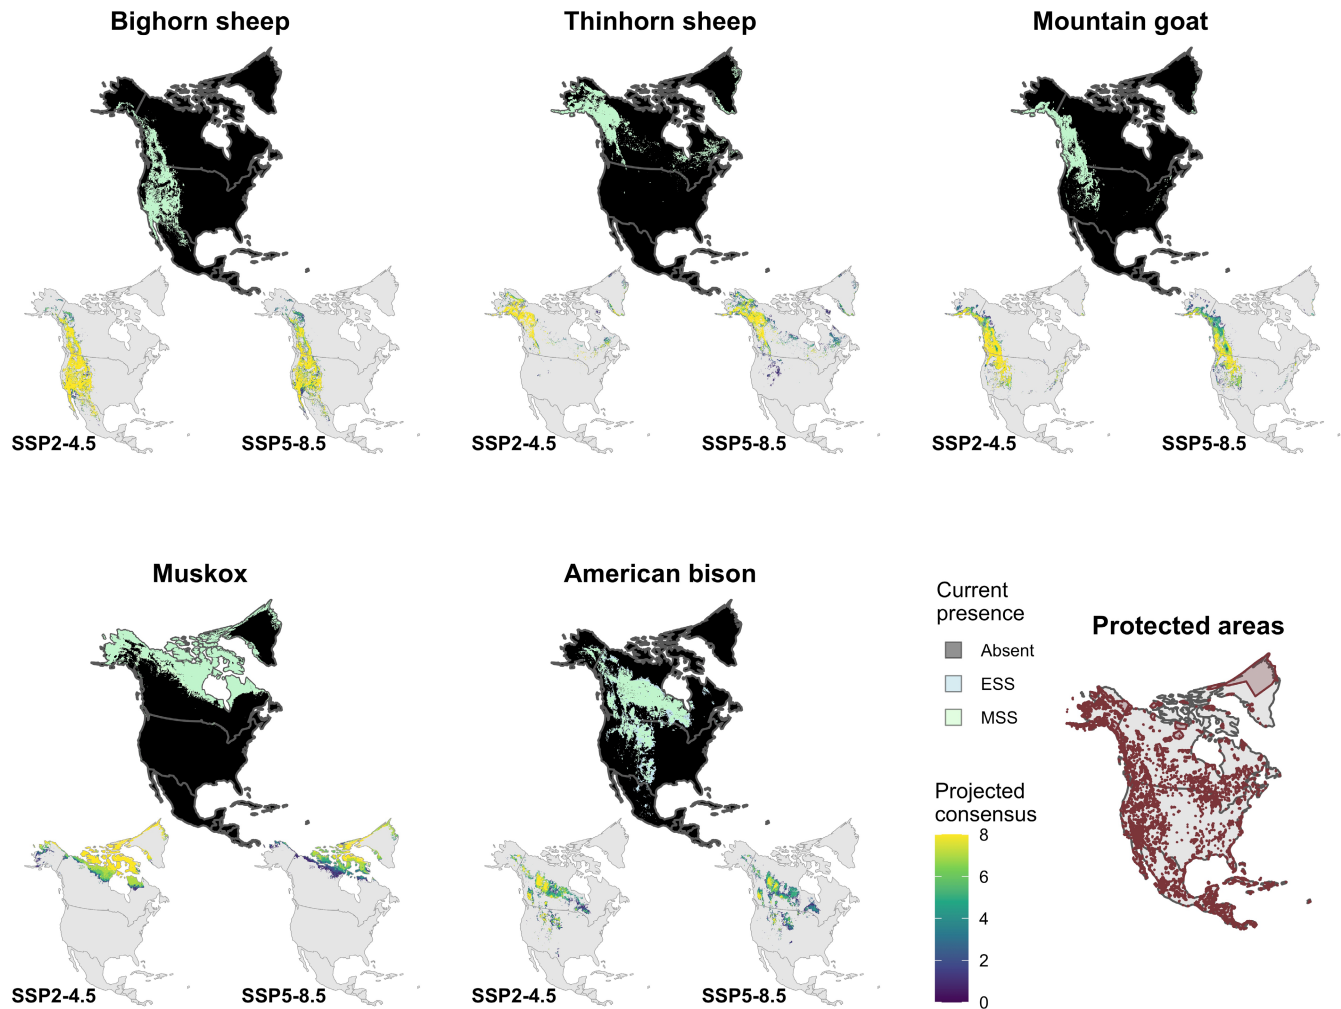 Bighorn sheep
Thinhorn sheep
Mountain goat
SSP2-4.5
SSP5-8.5
SSP2-4.5
SSP5-8.5
SSP2-4.5
SSP5-8.5
Muskox
American bison
SSP2-4.5
SSP5-8.5
SSP2-4.5
SSP5-8.5
Current
presence
Absent
ESS
MSS
Projected
consensus
8
6
4
2
0
Protected areas